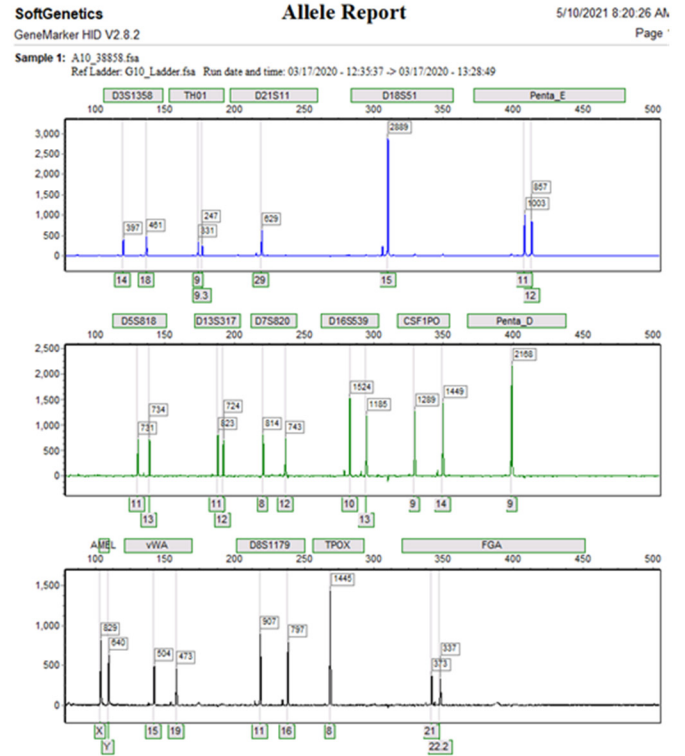 SoftGenetics
Allele Report
5/10/2021 8:20:26 AM
GeneMarker HID V2.8.2
Page
Sample 1: A10_38858.fsa
Ref Ladder: G10_Ladder.fsa Run date and time: 03/17/2020 - 12:35:37 -> 03/17/2020 - 13:28:49
D3S1358 TH01 D21S11 D18S51 Penta_E
100 150 200 250 300 350 400 450 500
3,000
2,500
2,000
1,500
1,000
500
0
397 461 331 247 629 2889 1003 857
14 18 9 29 15 11
9.3 12
D5S818 D13S317 D7S820 D16S539 CSF1PO Penta_D
100 150 200 250 300 350 400 450 500
2,500
2,000
1,500
1,000
500
0
731 734 823 724 814 743 1524 1185 1289 1449 2168
11 11 8 12 10 9 14 9
13 12 13
AMEL vWA D8S1179 TPOX FGA
100 150 200 250 300 350 400 450 500
1,500
1,000
500
0
829 640 504 473 907 797 1445 373 337
X 15 19 11 16 8 21
Y 22.2